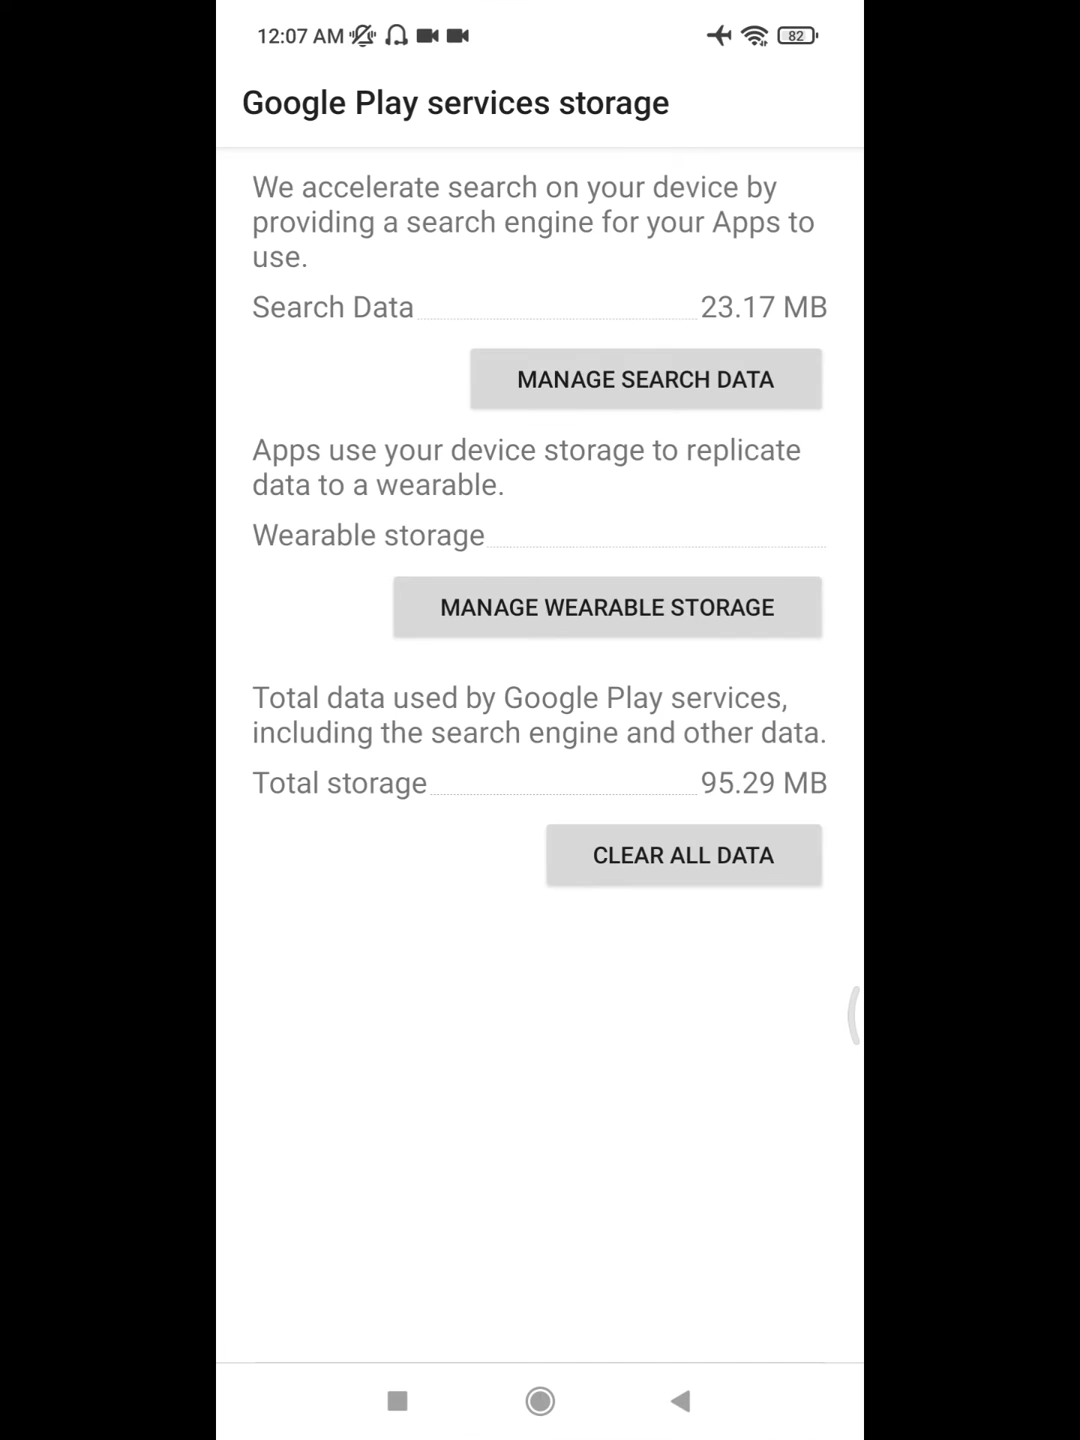 12:07 AM 82
Google Play services storage
We accelerate search on your device by
providing a search engine for your Apps to
use.
Search Data 23.17 MB
MANAGE SEARCH DATA
Apps use your device storage to replicate
data to a wearable.
Wearable storage
MANAGE WEARABLE STORAGE
Total data used by Google Play services,
including the search engine and other data.
Total storage 95.29 MB
CLEAR ALL DATA